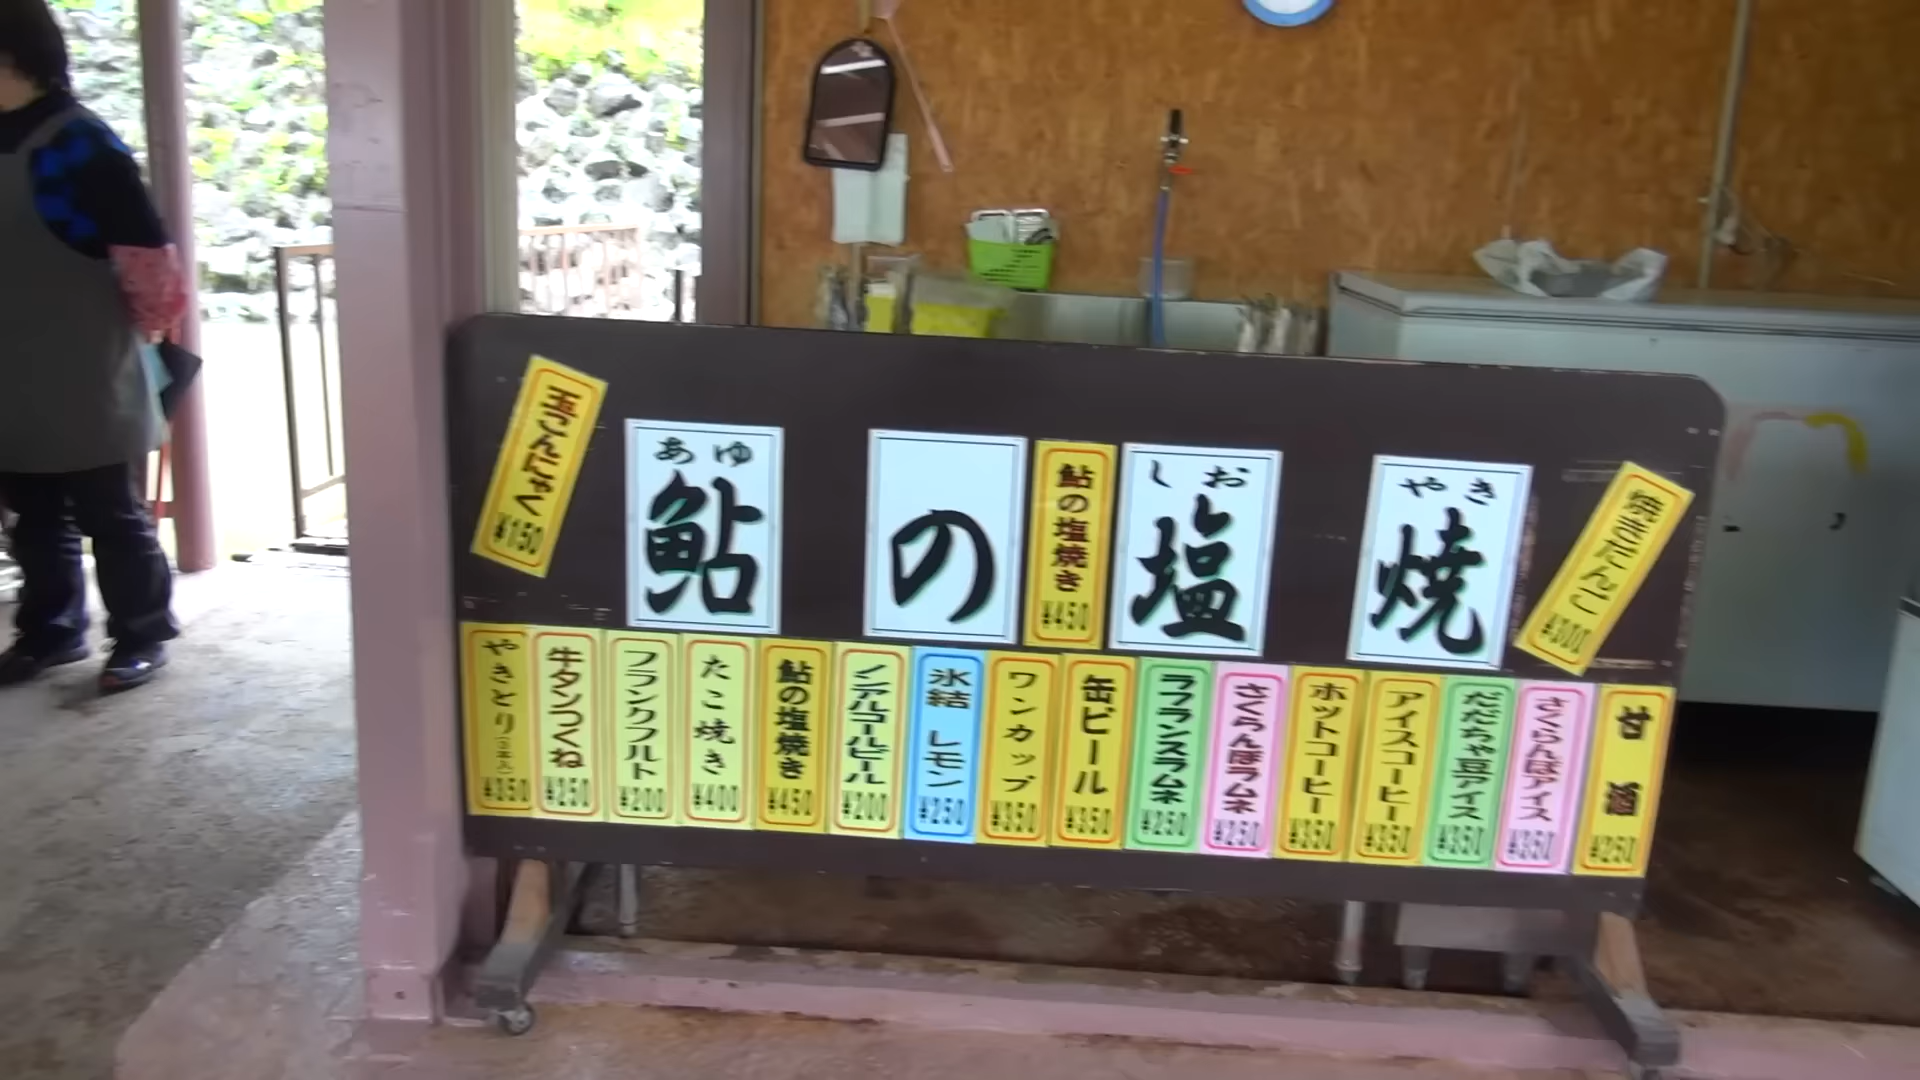 玉こんにゃく ¥150
あゆ
鮎
の
鮎の塩焼き ¥450
しお
塩
やき
焼
焼きだんご ¥300
やきとり(3本入) ¥350
牛タンつくね ¥250
フランクフルト ¥200
たこ焼き ¥400
鮎の塩焼き ¥450
ノンアルコールビール ¥200
氷結 レモン ¥250
ワンカップ ¥350
缶ビール ¥350
ラフランスラムネ ¥250
さくらんぼラムネ ¥250
ホットコーヒー ¥350
アイスコーヒー ¥350
だだちゃ豆アイス ¥350
さくらんぼアイス ¥350
甘酒 ¥250